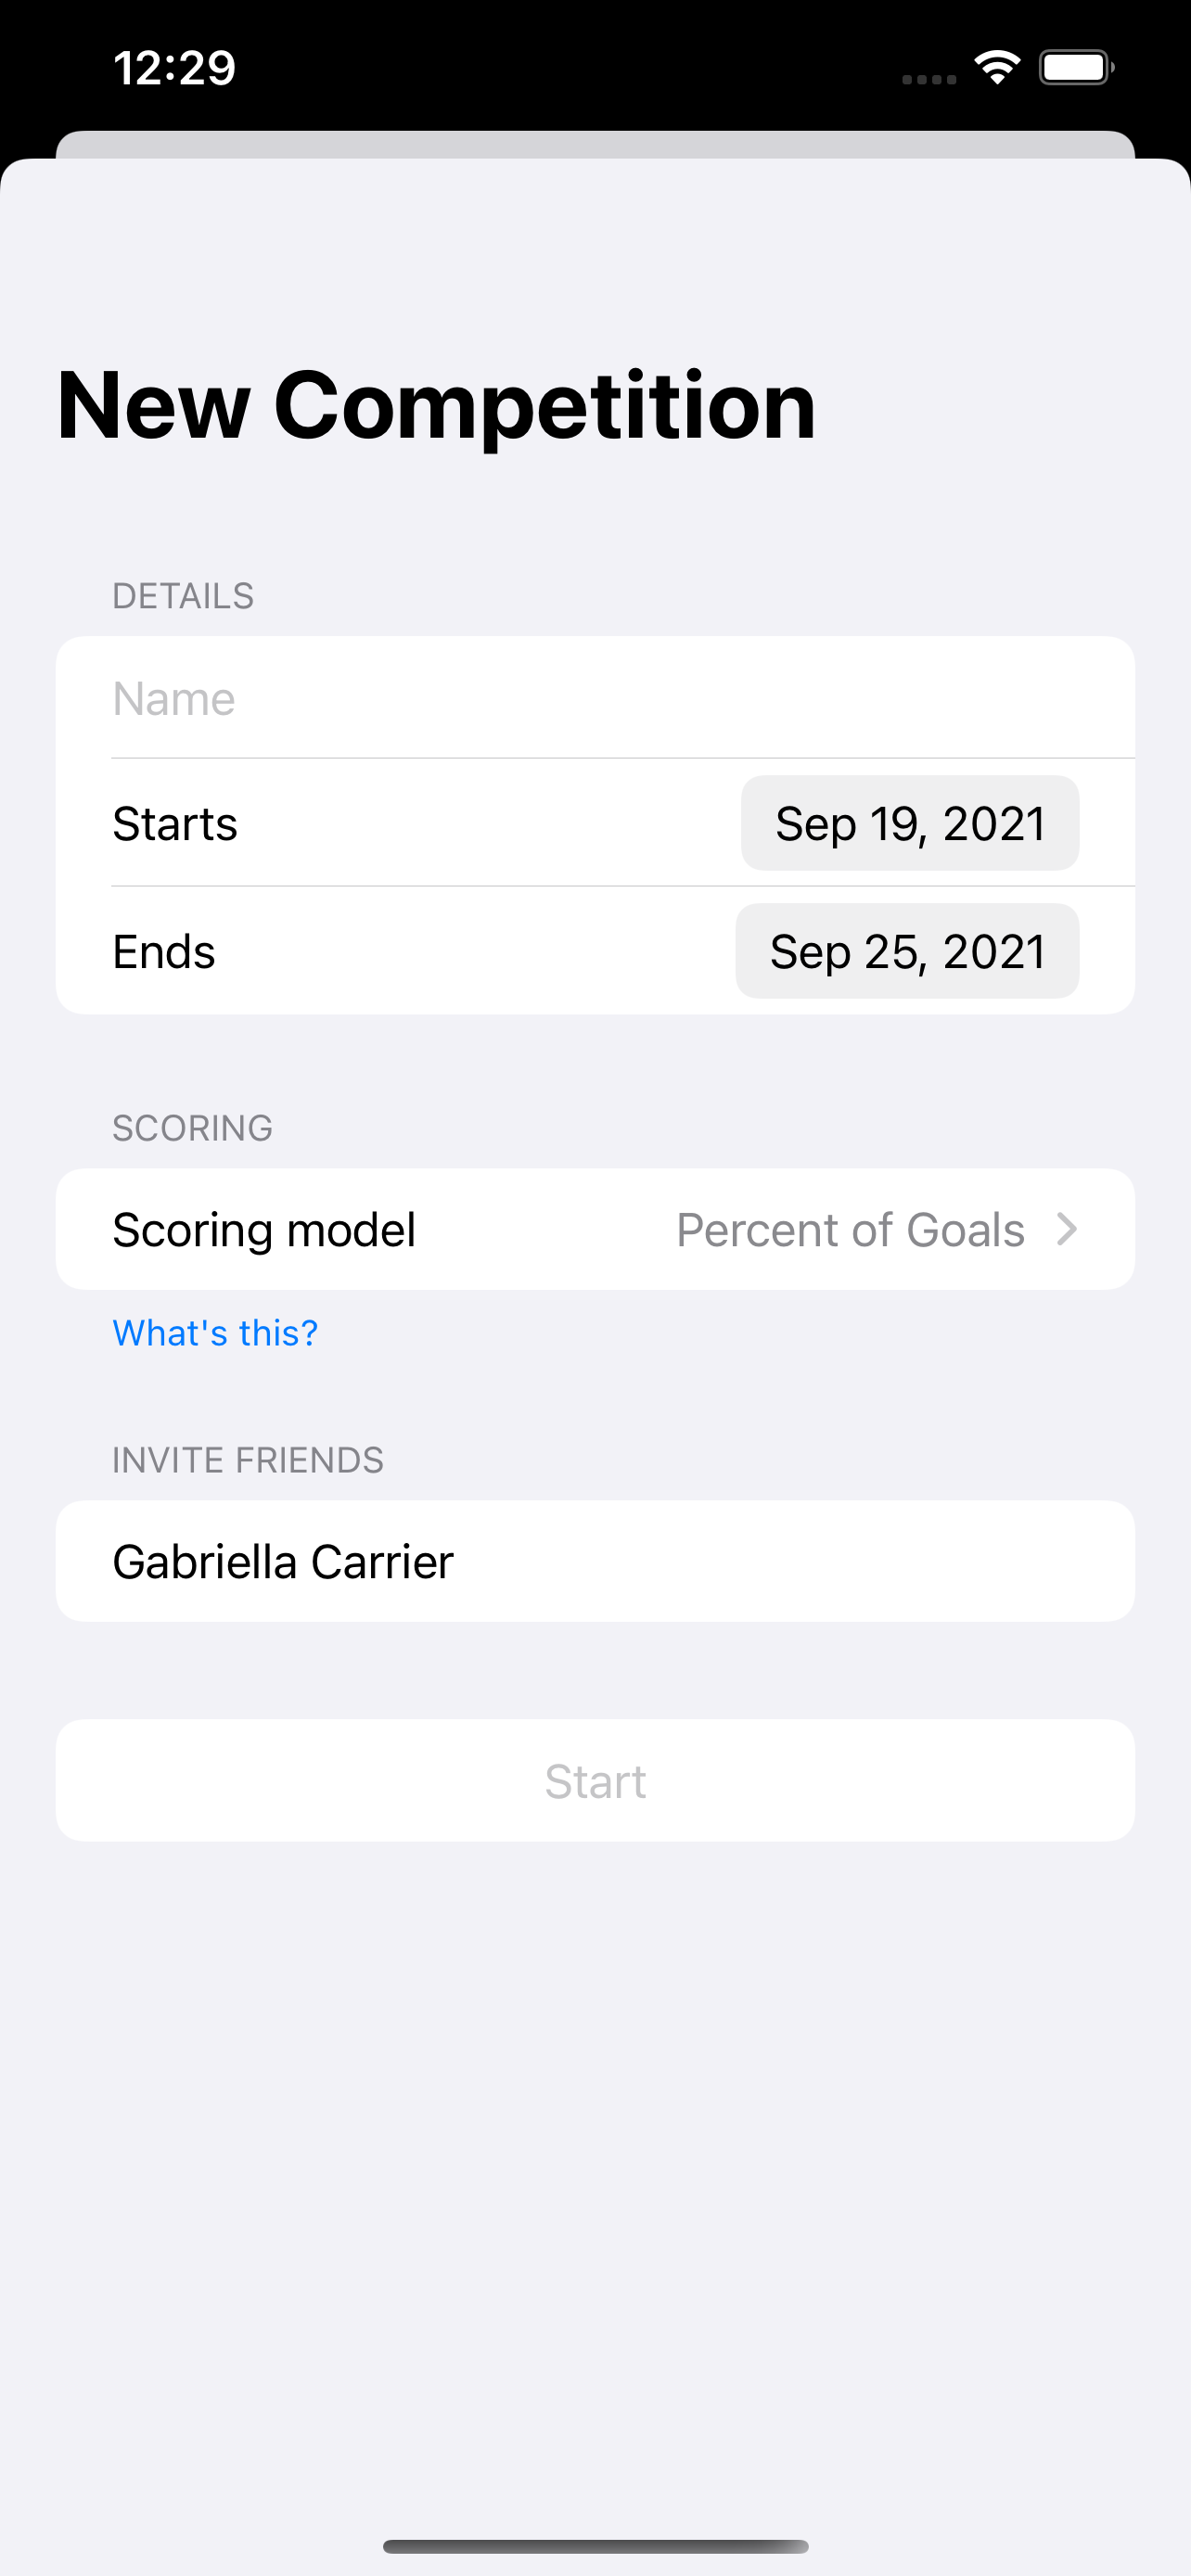 12:29
New Competition
DETAILS
Name
Starts Sep 19, 2021
Ends Sep 25, 2021
SCORING
Scoring model Percent of Goals
What's this?
INVITE FRIENDS
Gabriella Carrier
Start